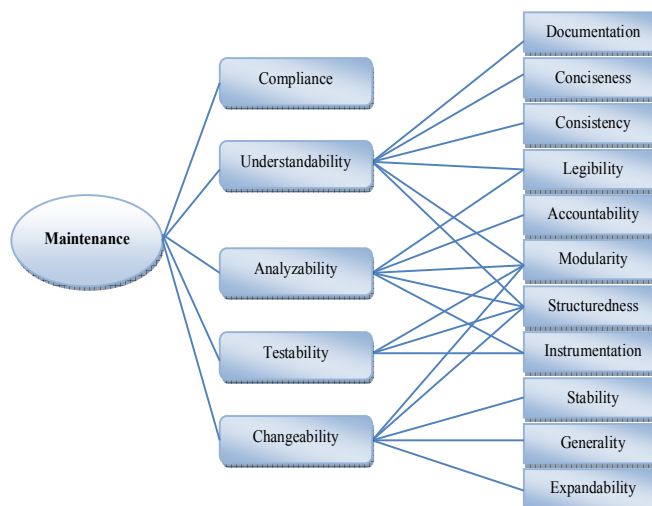 Maintenance
Compliance
Understandability
Analyzability
Testability
Changeability
Documentation
Conciseness
Consistency
Legibility
Accountability
Modularity
Structuredness
Instrumentation
Stability
Generality
Expandability